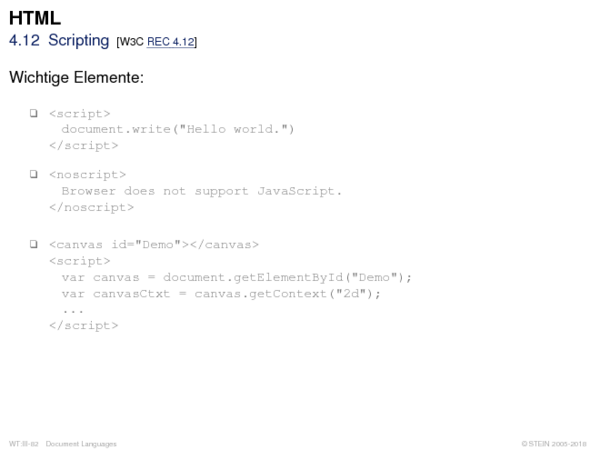 HTML
4.12 Scripting [W3C REC 4.12]
Wichtige Elemente:
❑ <script>
document.write("Hello world.")
</script>
❑ <noscript>
Browser does not support JavaScript.
</noscript>
❑ <canvas id="Demo"></canvas>
<script>
var canvas = document.getElementById("Demo");
var canvasCtxt = canvas.getContext("2d");
...
</script>
WT:III-82 Document Languages © STEIN 2005-2018